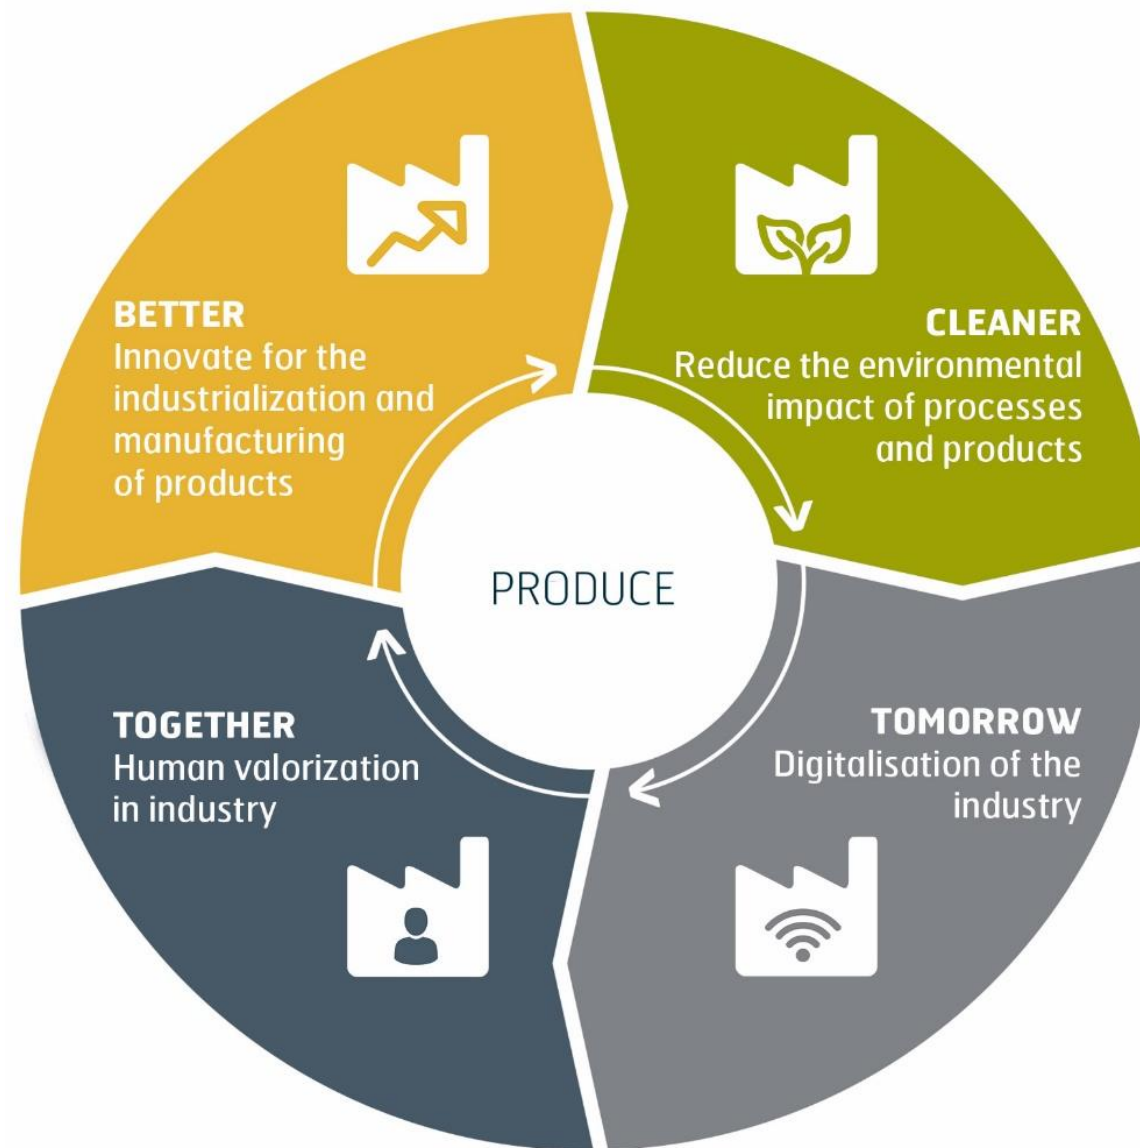 BETTER
Innovate for the
industrialization and
manufacturing
of products
CLEANER
Reduce the environmental
impact of processes
and products
PRODUCE
TOGETHER
Human valorization
in industry
TOMORROW
Digitalisation of the
industry